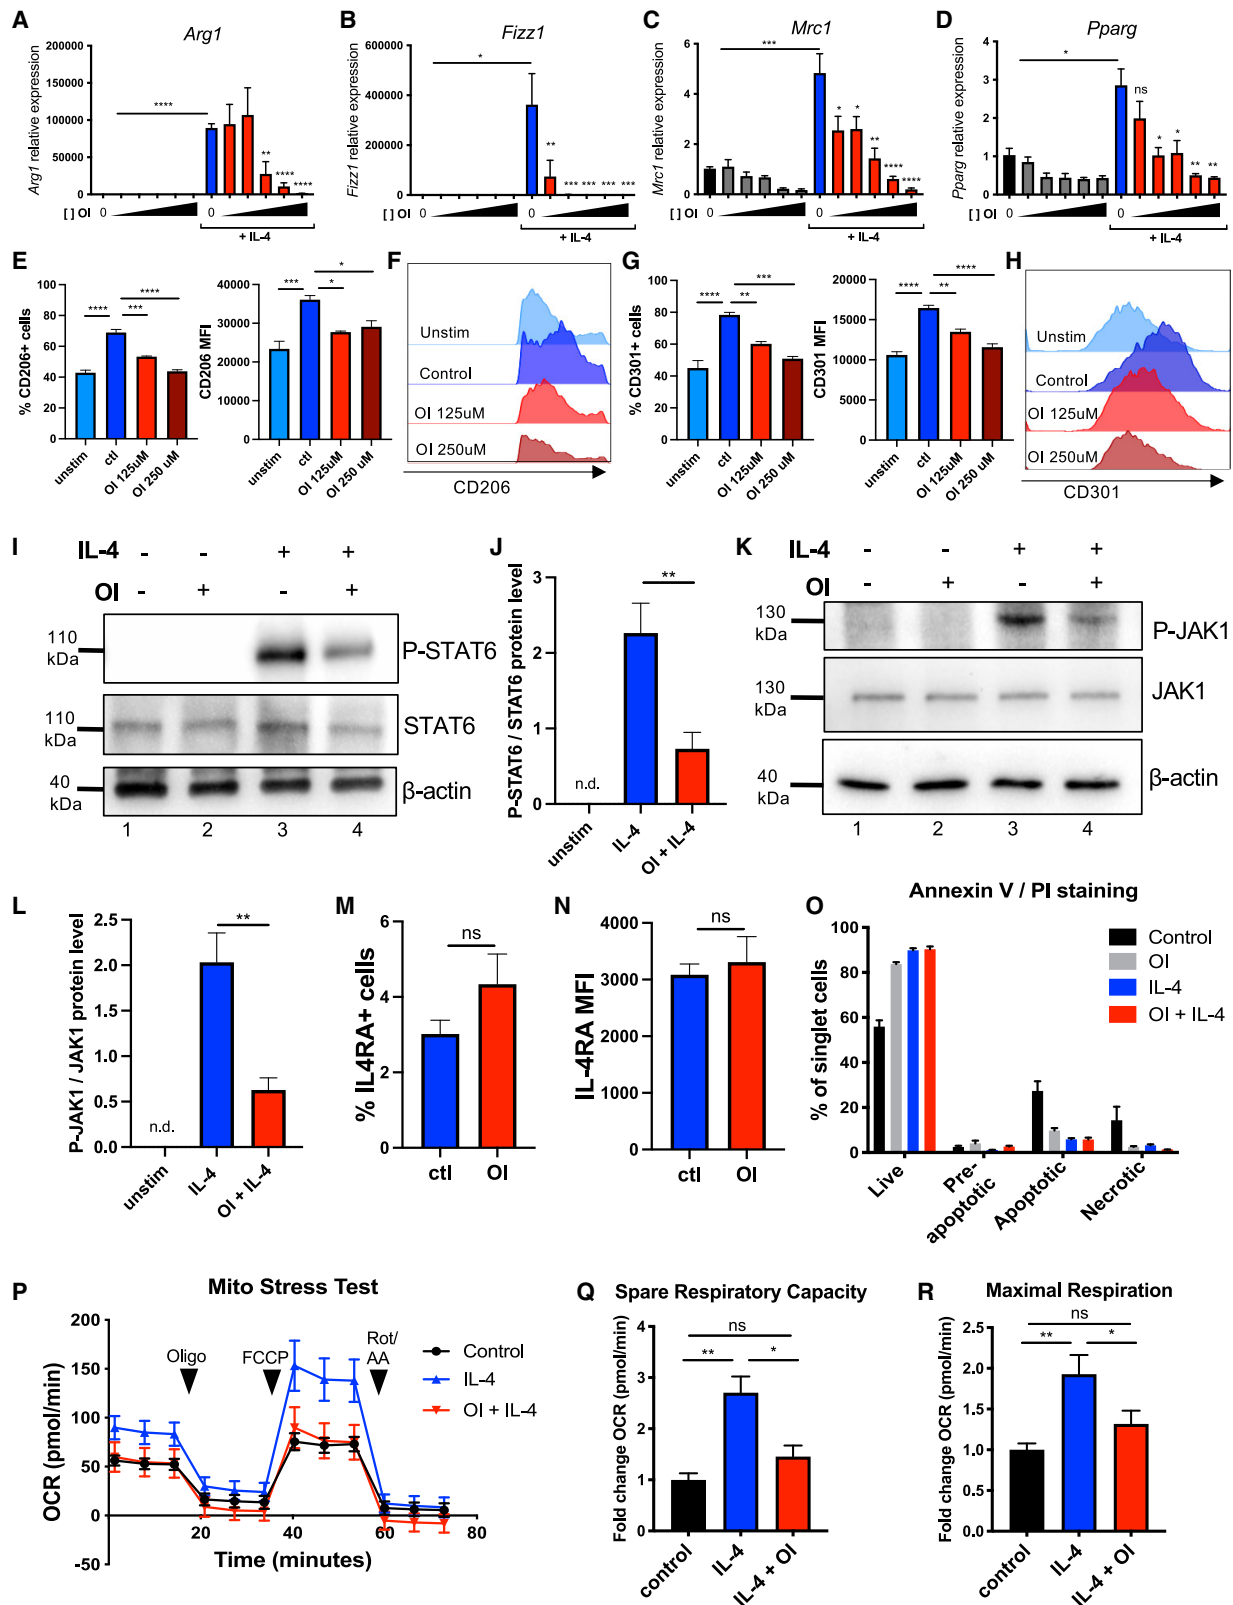 A
Arg1
Arg1 relative expression
100000
150000
200000
50000
0
****
**
****
****
[ ] OI
0
0
+ IL-4
B
Fizz1
Fizz1 relative expression
600000
400000
200000
0
*
**
*** *** *** ***
[ ] OI
0
0
+ IL-4
C
Mrc1
Mrc1 relative expression
6
4
2
0
***
*
*
**
****
****
[ ] OI
0
0
+ IL-4
D
Pparg
Pparg relative expression
4
3
2
1
0
*
ns
*
*
**
**
[ ] OI
0
0
+ IL-4
E
% CD206+ cells
100
80
60
40
20
0
****
****
***
unstim
ctl
OI 125uM
OI 250 uM
CD206 MFI
40000
30000
20000
10000
0
*
***
*
unstim
ctl
OI 125uM
OI 250 uM
F
Unstim
Control
OI 125uM
OI 250uM
CD206
G
% CD301+ cells
100
80
60
40
20
0
***
****
**
unstim
ctl
OI 125uM
OI 250 uM
CD301 MFI
20000
15000
10000
5000
0
****
****
**
unstim
ctl
OI 125uM
OI 250 uM
H
Unstim
Control
OI 125uM
OI 250uM
CD301
I
IL-4 - - + +
OI - + - +
110 kDa
P-STAT6
110 kDa
STAT6
40 kDa
β-actin
1 2 3 4
J
P-STAT6 / STAT6 protein level
3
2
1
0
**
n.d.
unstim
IL-4
OI + IL-4
K
IL-4 - - + +
OI - + - +
130 kDa
P-JAK1
130 kDa
JAK1
40 kDa
β-actin
1 2 3 4
L
P-JAK1 / JAK1 protein level
2.5
2.0
1.5
1.0
0.5
0.0
**
n.d.
unstim
IL-4
OI + IL-4
M
% IL4RA+ cells
6
4
2
0
ns
ctl
OI
N
IL-4RA MFI
4000
3000
2000
1000
0
ns
ctl
OI
O
Annexin V / PI staining
% of singlet cells
100
80
60
40
20
0
Control
OI
IL-4
OI + IL-4
Live
Pre-
apoptotic
Apoptotic
Necrotic
P
Mito Stress Test
OCR (pmol/min)
200
150
100
50
0
-50
Oligo
FCCP
Rot/
AA
Control
IL-4
OI + IL-4
20
40
60
80
Time (minutes)
Q
Spare Respiratory Capacity
Fold change OCR (pmol/min)
4
3
2
1
0
ns
**
*
control
IL-4
IL-4 + OI
R
Maximal Respiration
Fold change OCR (pmol/min)
2.5
2.0
1.5
1.0
0.5
0.0
ns
**
*
control
IL-4
IL-4 + OI